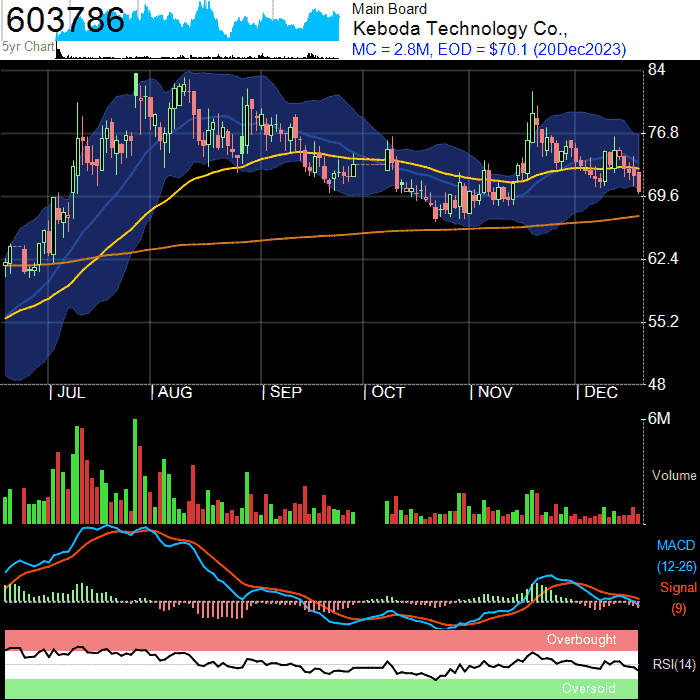 603786
5yr Chart
Main Board
Keboda Technology Co.,
MC = 2.8M, EOD = $70.1 (20Dec2023)
84
76.8
69.6
62.4
55.2
48
| JUL | AUG | SEP | OCT | NOV | DEC
6M
Volume
MACD
(12-26)
Signal
(9)
Overbought
RSI(14)
Oversold